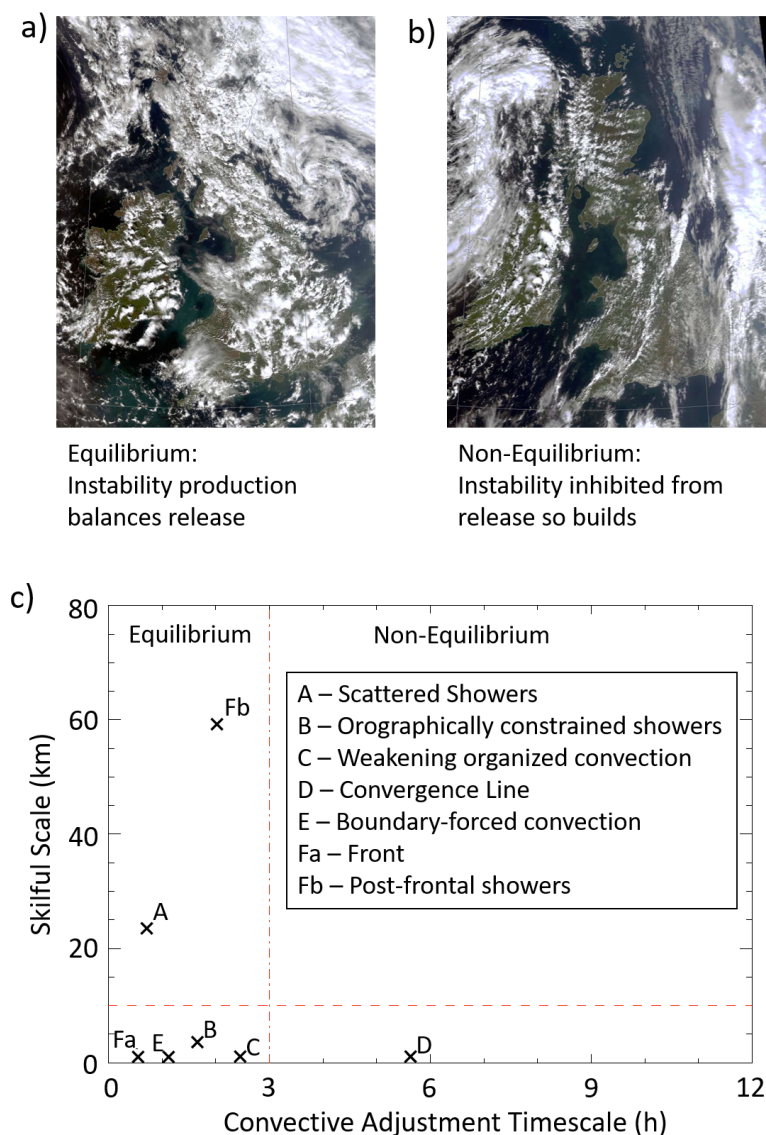 a)
b)
Equilibrium:
Instability production
balances release
Non-Equilibrium:
Instability inhibited from
release so builds
c)
80
60
40
20
0
Skilful Scale (km)
Equilibrium
Non-Equilibrium
A – Scattered Showers
B – Orographically constrained showers
C – Weakening organized convection
D – Convergence Line
E – Boundary-forced convection
Fa – Front
Fb – Post-frontal showers
Fb
A
Fa
E
B
C
D
0
3
6
9
12
Convective Adjustment Timescale (h)